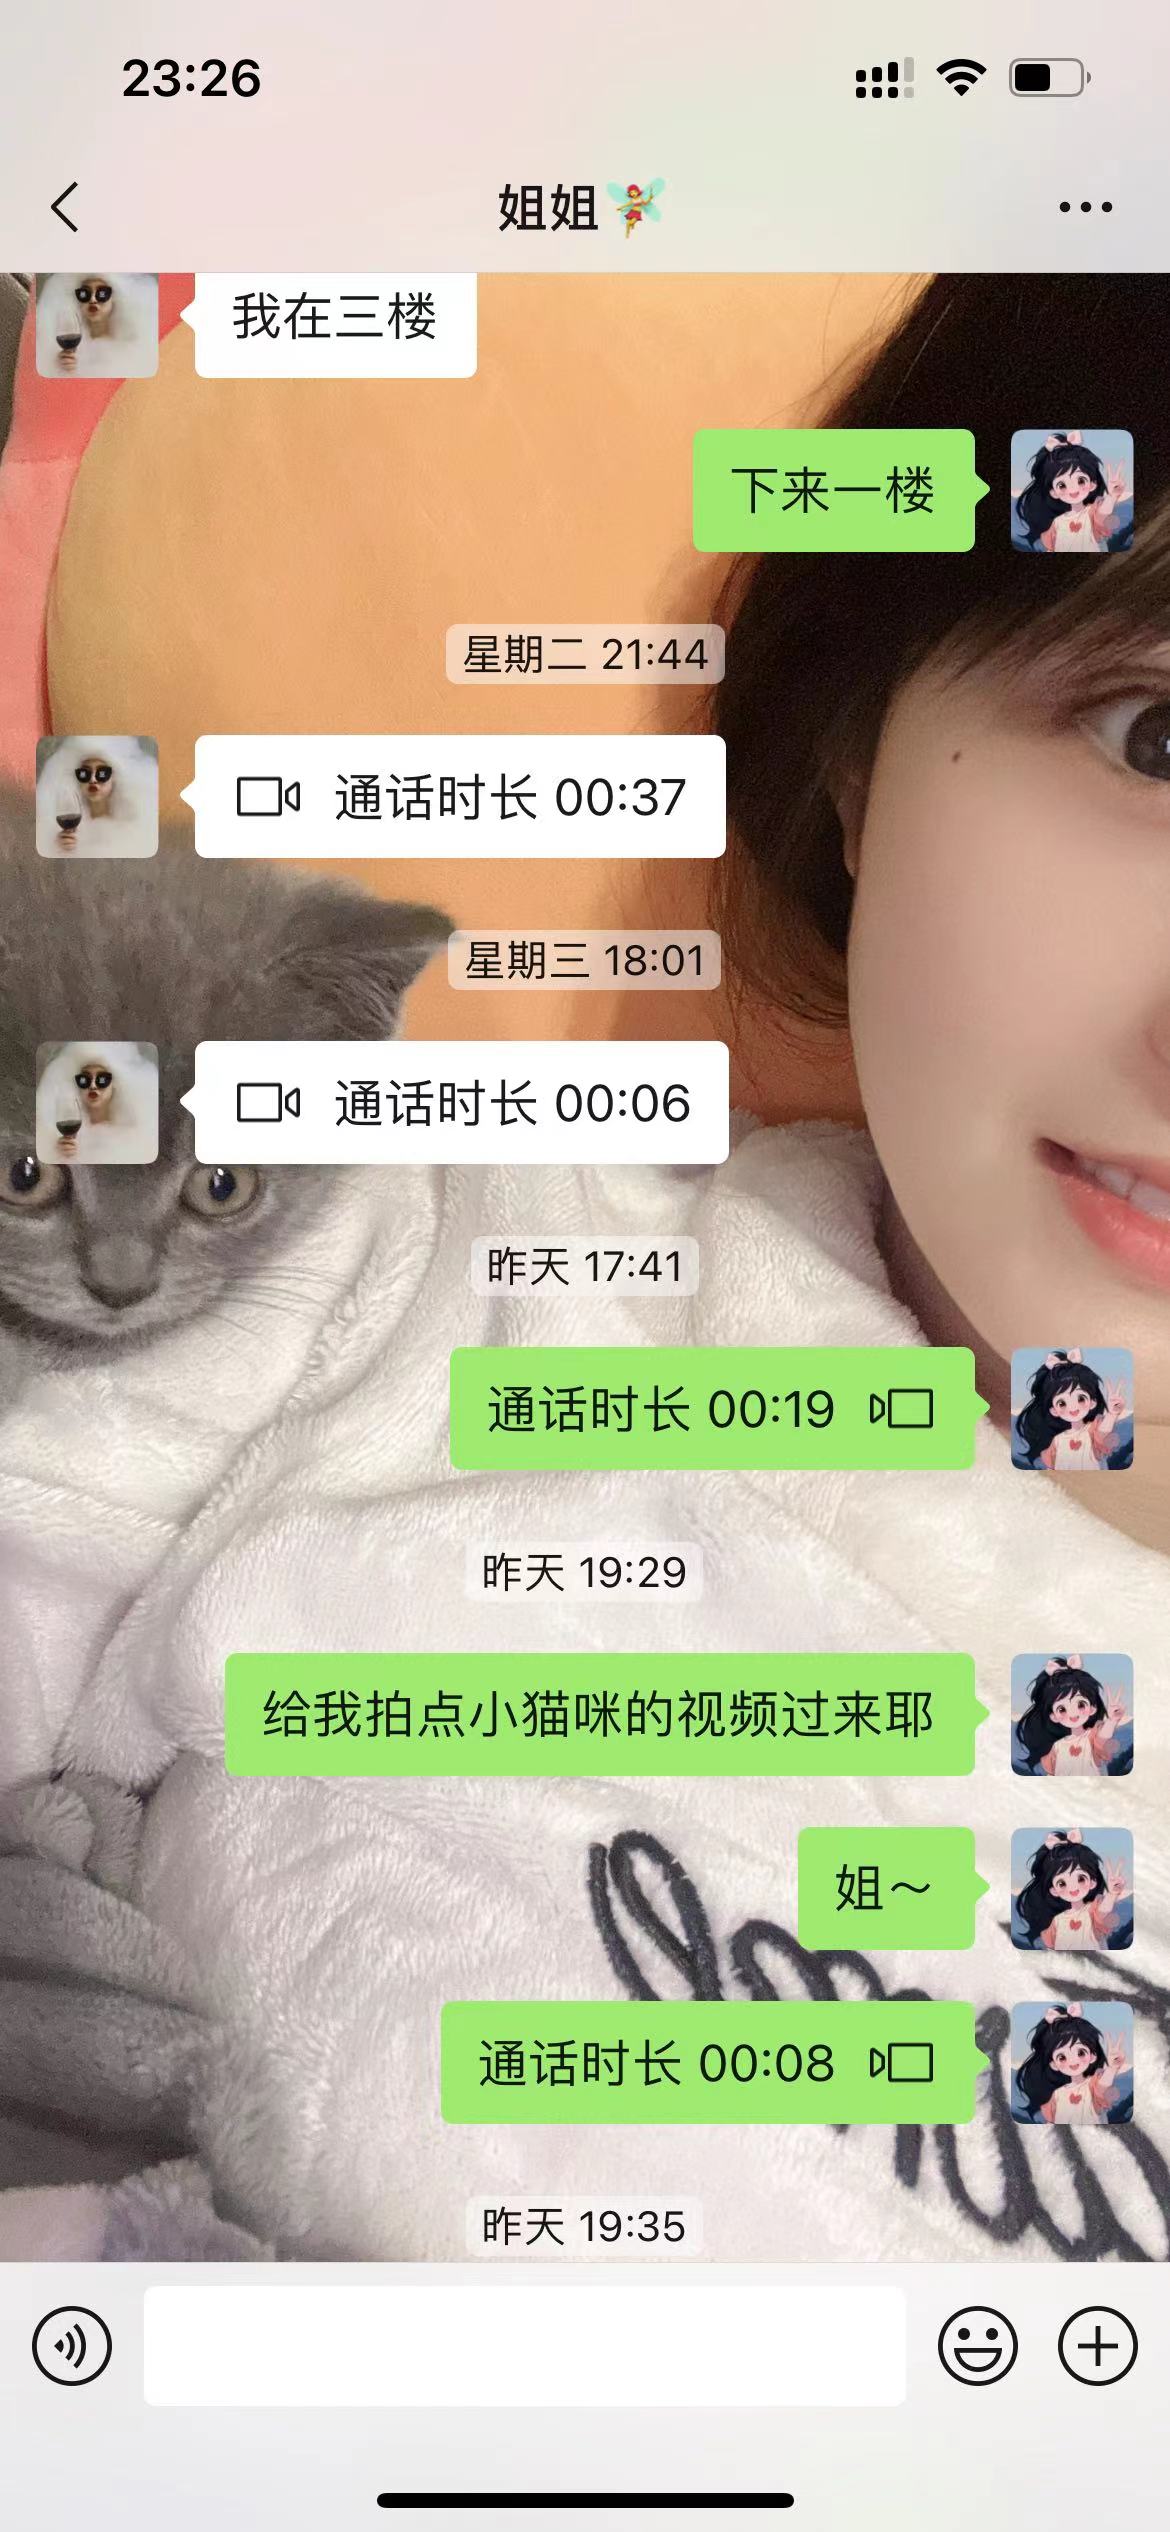 23:26
姐姐
我在三楼
下来一楼
星期二 21:44
通话时长 00:37
星期三 18:01
通话时长 00:06
昨天 17:41
通话时长 00:19
昨天 19:29
给我拍点小猫咪的视频过来耶
姐～
通话时长 00:08
昨天 19:35